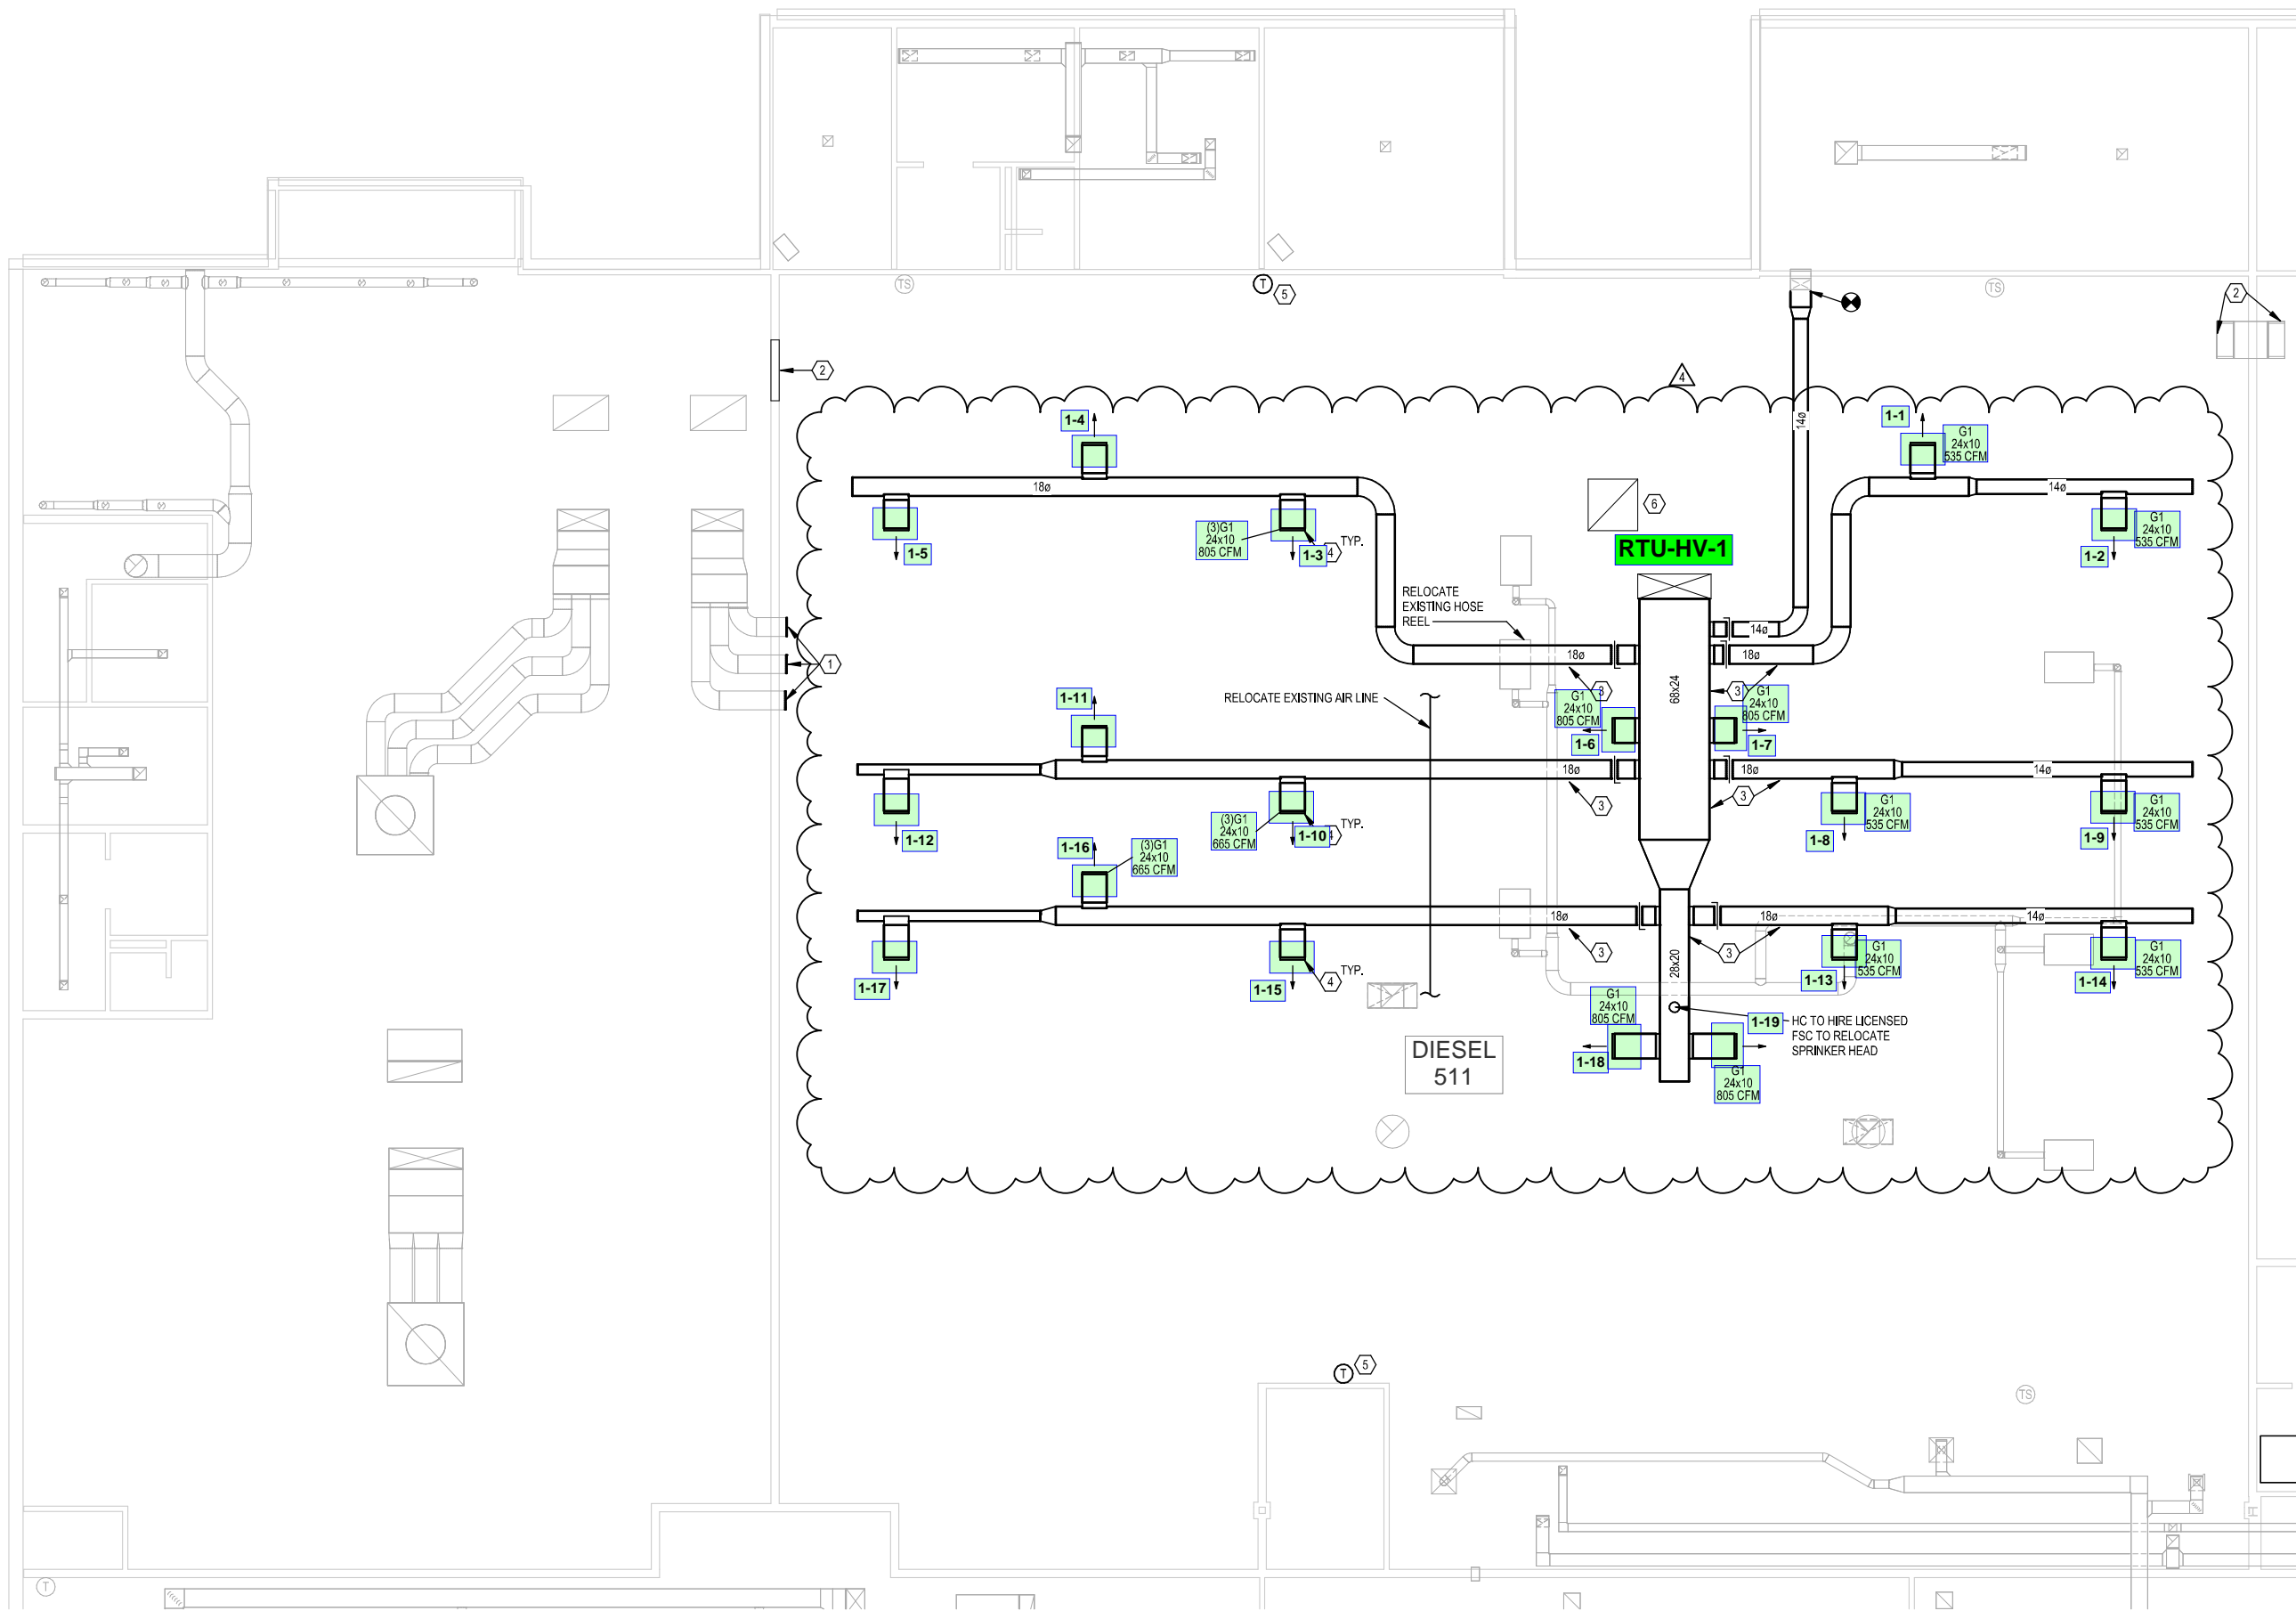 TS
T
5
TS
2
2
4
1-4
1-1
G1
24x10
535 CFM
14ø
18ø
14ø
6
RTU-HV-1
(3)G1
24x10
805 CFM
1-5
1-3
4
TYP.
1-2
G1
24x10
535 CFM
RELOCATE
EXISTING HOSE
REEL
14ø
18ø
18ø
1
RELOCATE EXISTING AIR LINE
68x24
3
3
G1
24x10
805 CFM
G1
24x10
805 CFM
1-11
1-6
1-7
18ø
18ø
14ø
3
3
1-12
(3)G1
24x10
665 CFM
1-10
TYP.
1-8
G1
24x10
535 CFM
1-9
G1
24x10
535 CFM
1-16
(3)G1
24x10
665 CFM
18ø
18ø
14ø
3
3
28x20
1-17
1-15
4
TYP.
1-13
G1
24x10
535 CFM
1-14
G1
24x10
535 CFM
G1
24x10
805 CFM
1-19
HC TO HIRE LICENSED
FSC TO RELOCATE
SPRINKER HEAD
DIESEL
511
1-18
G1
24x10
805 CFM
T
5
TS
T